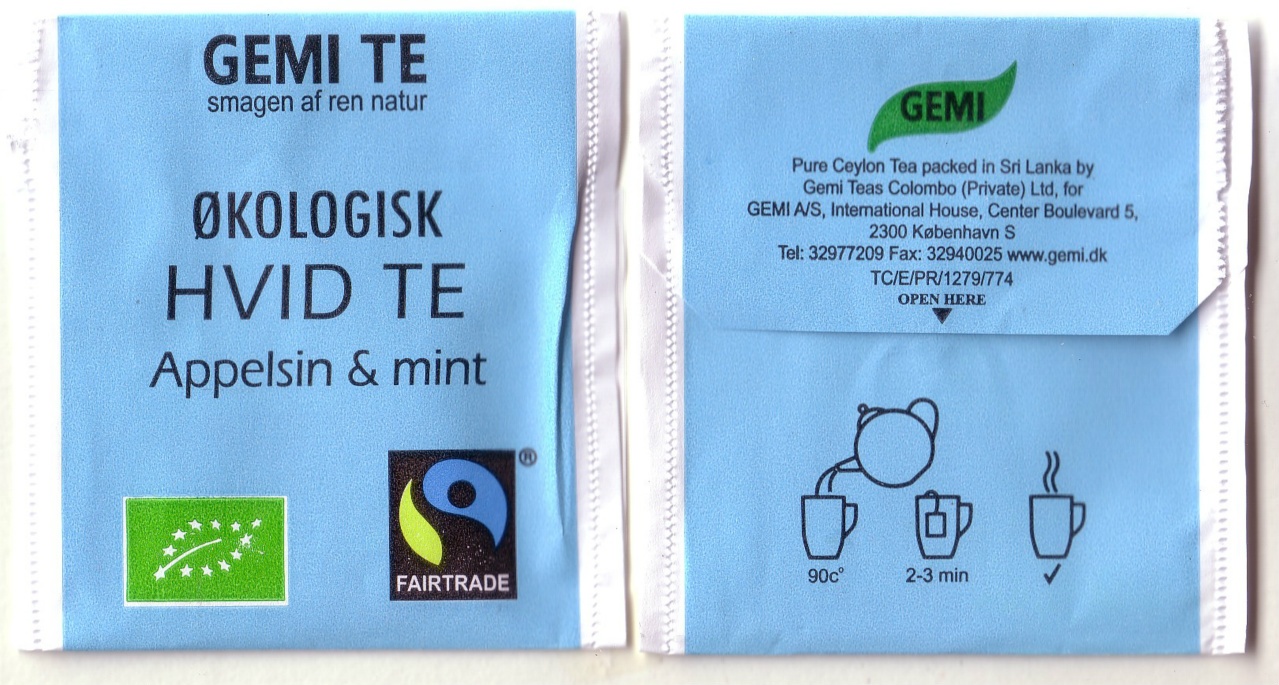 GEMI TE
smagen af ren natur
ØKOLOGISK
HVID TE
Appelsin & mint
®
FAIRTRADE
GEMI
Pure Ceylon Tea packed in Sri Lanka by
Gemi Teas Colombo (Private) Ltd, for
GEMI A/S, International House, Center Boulevard 5,
2300 København S
Tel: 32977209 Fax: 32940025 www.gemi.dk
TC/E/PR/1279/774
OPEN HERE
90c°
2-3 min